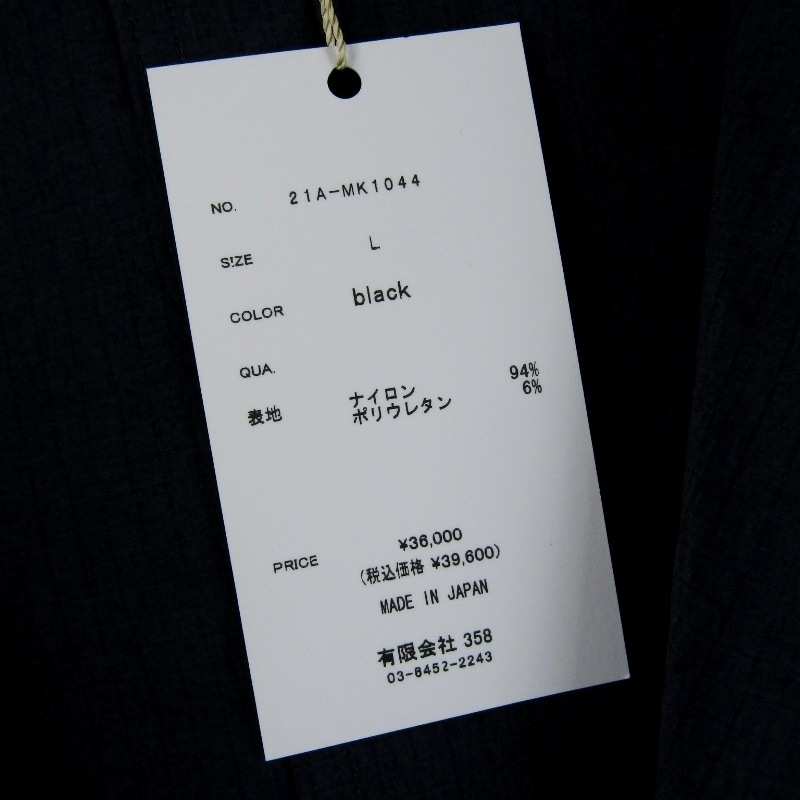 NO. 21A-MK1044
SIZE L
COLOR black
QUA.
表地 ナイロン 94%
ポリウレタン 6%
PRICE ¥36,000
(税込価格 ¥39,600)
MADE IN JAPAN
有限会社 358
03-6452-2243